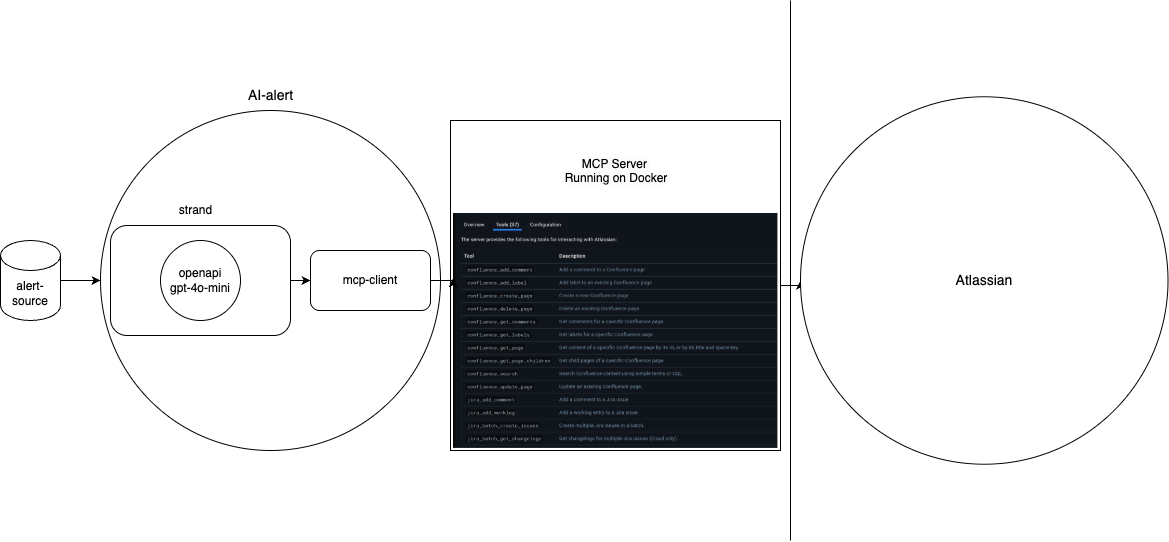 AI-alert
strand
openapi
gpt-4o-mini
mcp-client
alert-
source
MCP Server
Running on Docker
Overview Tools (37) Configuration
The server provides the following tools for interacting with Atlassian:
Tool Description
confluence_add_comment Add a comment to a Confluence page.
confluence_add_label Add label to an existing Confluence page.
confluence_create_page Create a new Confluence page.
confluence_delete_page Delete an existing Confluence page.
confluence_get_comments Get comments for a specific Confluence page.
confluence_get_labels Get labels for a specific Confluence page.
confluence_get_page Get content of a specific Confluence page by its ID, or by its title and space key.
confluence_get_page_children Get child pages of a specific Confluence page.
confluence_search Search Confluence content using simple terms or CQL.
confluence_update_page Update an existing Confluence page.
jira_add_comment Add a comment to a Jira issue.
jira_add_worklog Add a worklog entry to a Jira issue.
jira_batch_create_issues Create multiple Jira issues in a batch.
jira_batch_get_changelogs Get changelogs for multiple Jira issues (Cloud only).
Atlassian